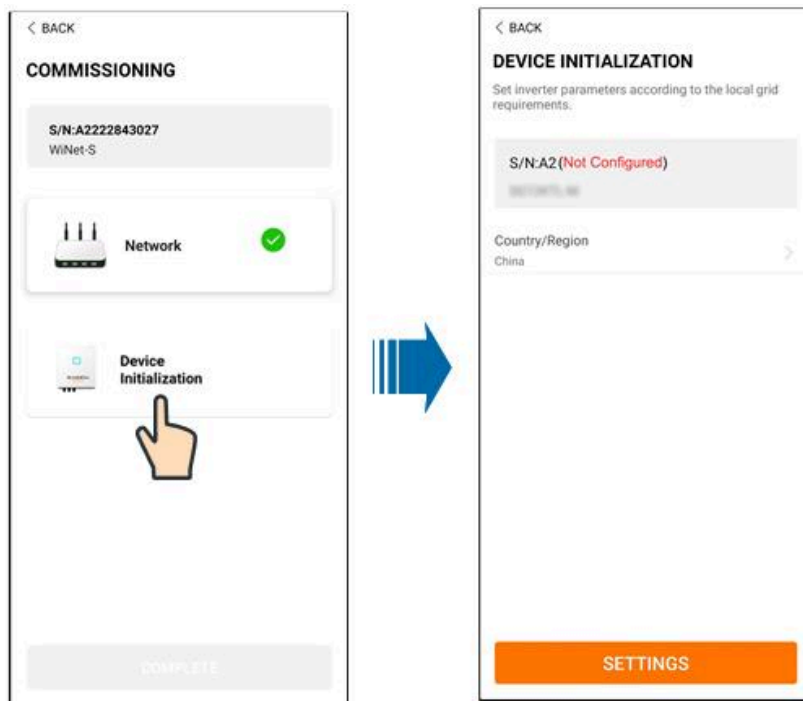 < BACK
COMMISSIONING
S/N:A2222843027
WiNet-S
Network
Device
Initialization
COMPLETE
< BACK
DEVICE INITIALIZATION
Set inverter parameters according to the local grid
requirements.
S/N:A2(Not Configured)
Country/Region
China
SETTINGS